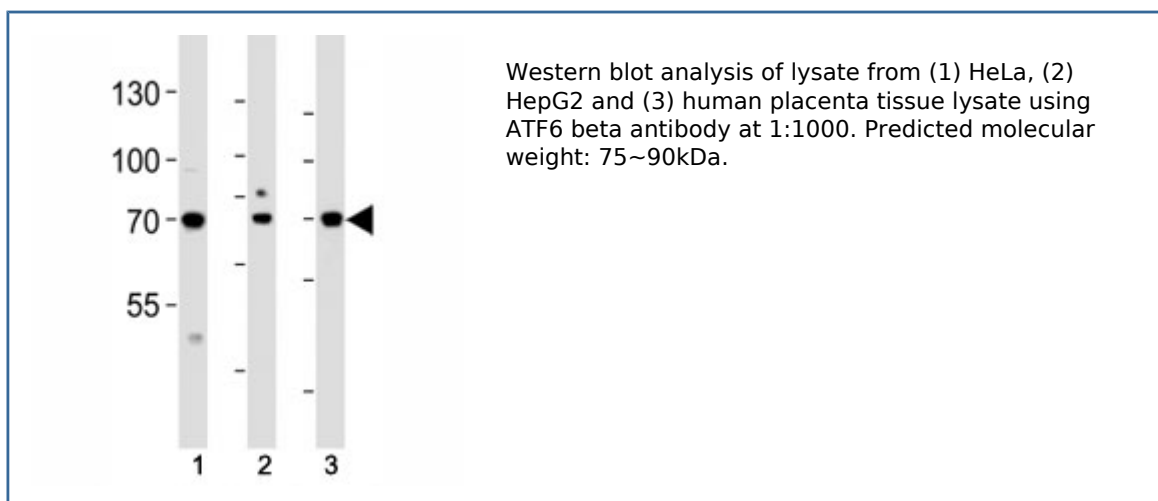 130
100
70
55
1 2 3
Western blot analysis of lysate from (1) HeLa, (2)
HepG2 and (3) human placenta tissue lysate using
ATF6 beta antibody at 1:1000. Predicted molecular
weight: 75~90kDa.